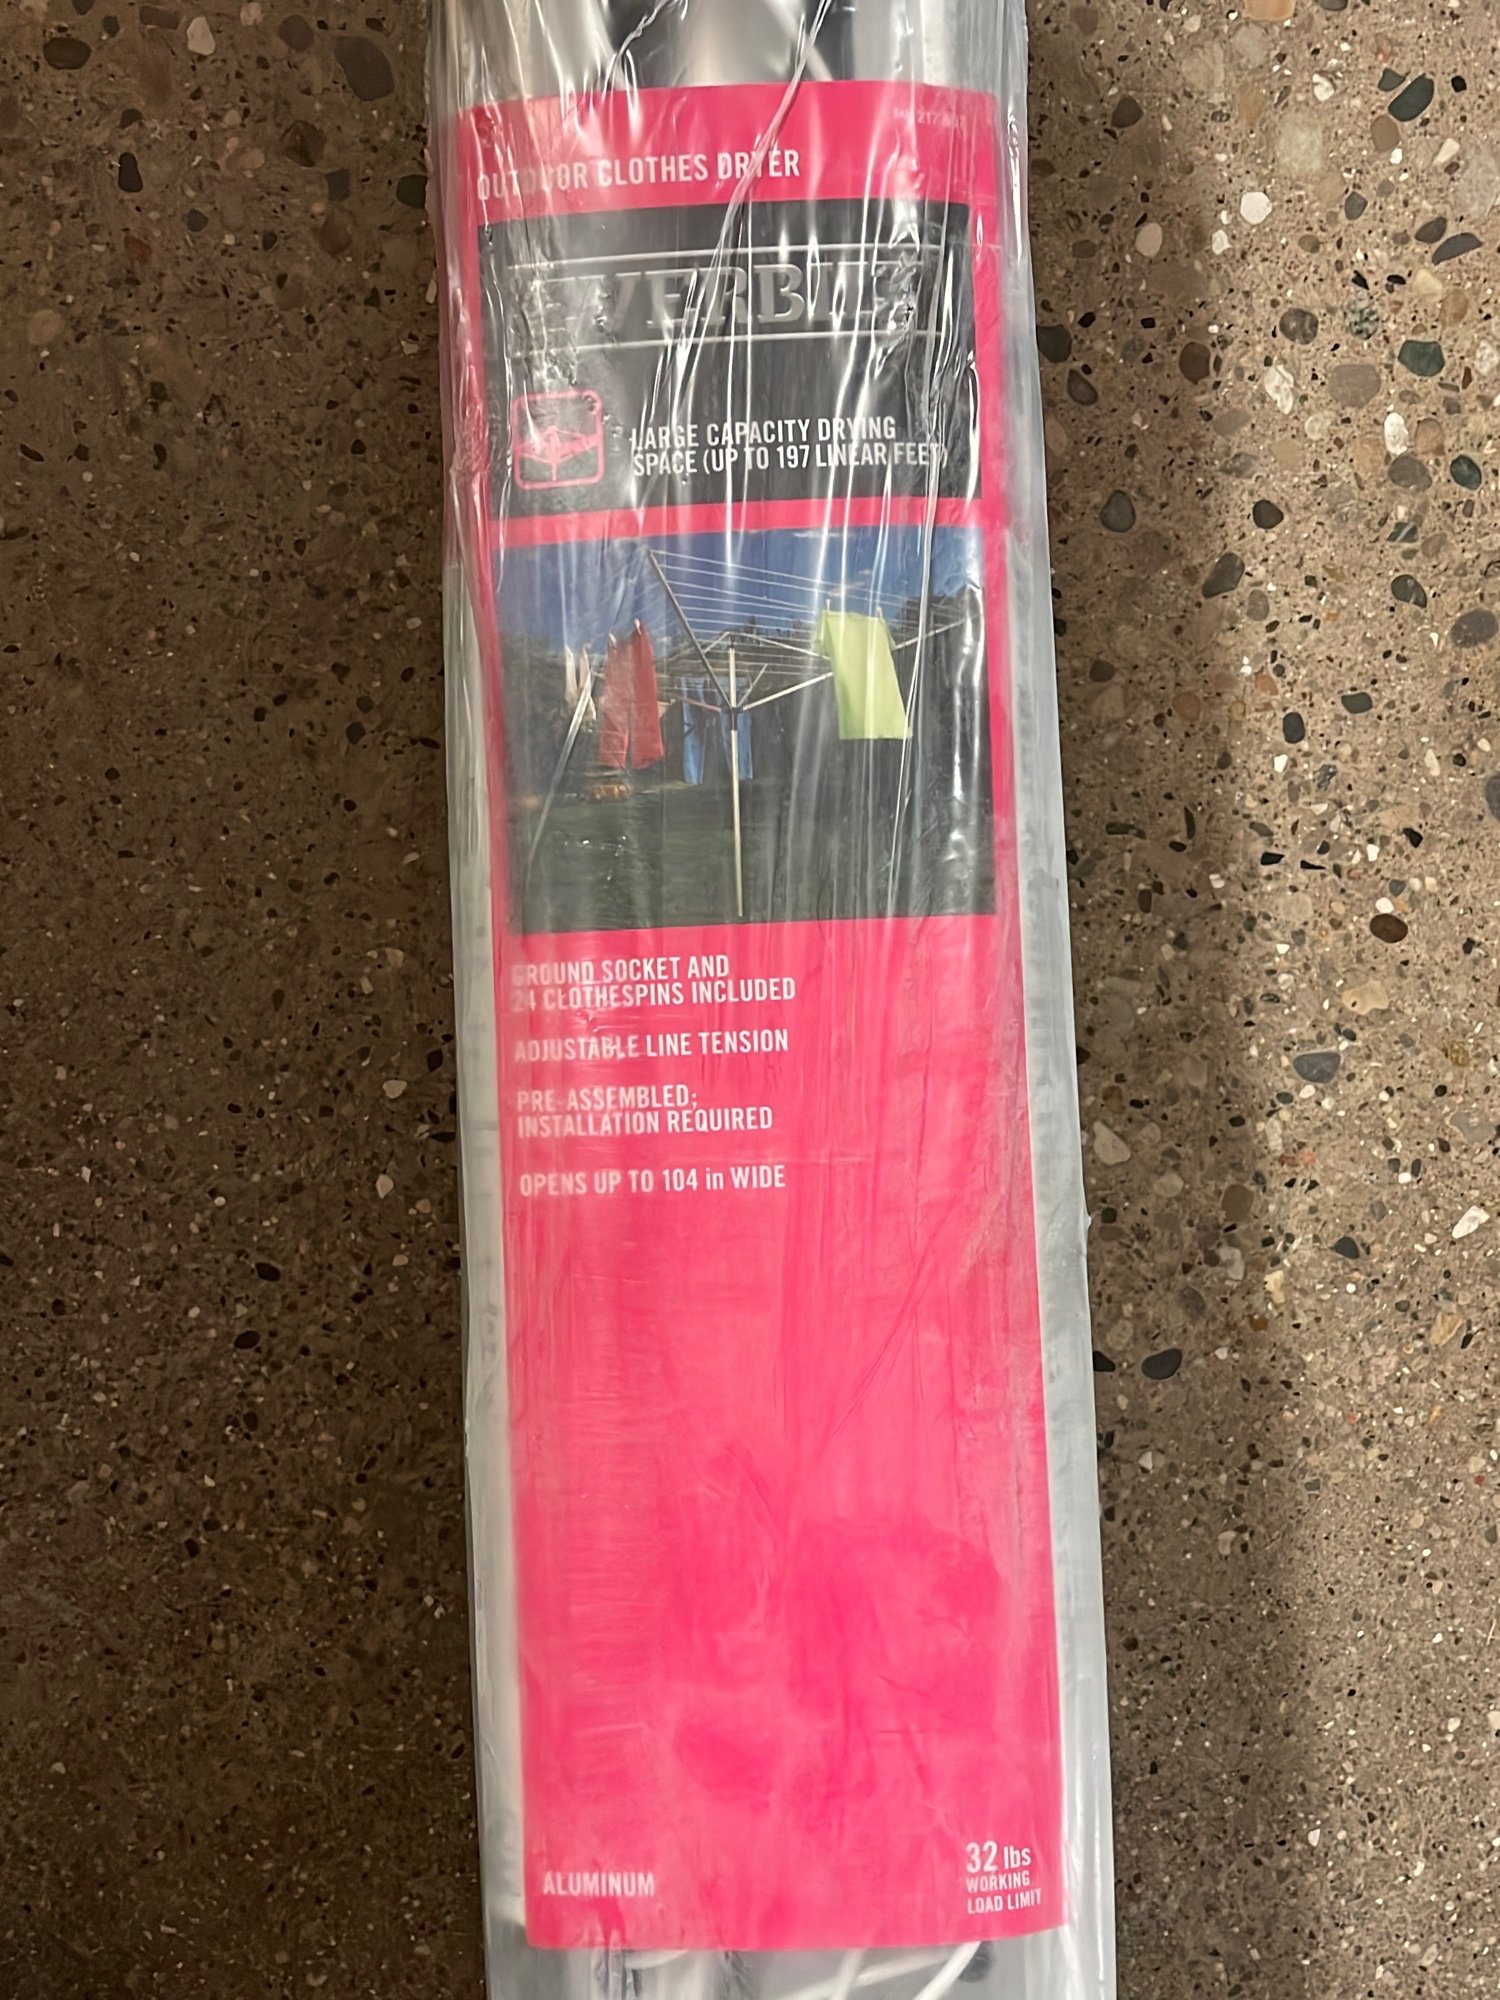 OUTDOOR CLOTHES DRYER
EVERBILT
LARGE CAPACITY DRYING
SPACE (UP TO 197 LINEAR FEET)
GROUND SOCKET AND
24 CLOTHESPINS INCLUDED
ADJUSTABLE LINE TENSION
PRE-ASSEMBLED;
INSTALLATION REQUIRED
OPENS UP TO 104 in WIDE
ALUMINUM
32 lbs
WORKING
LOAD LIMIT